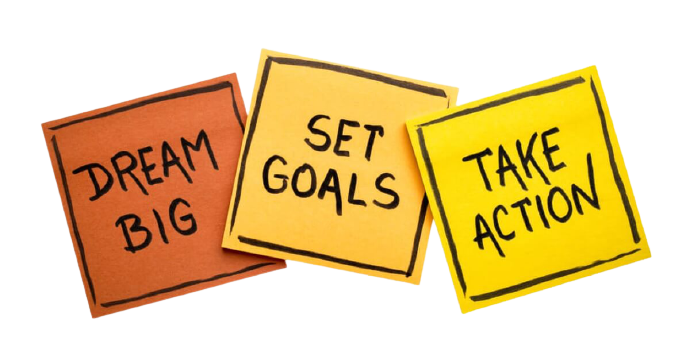 DREAM
BIG
SET
GOALS
TAKE
ACTION